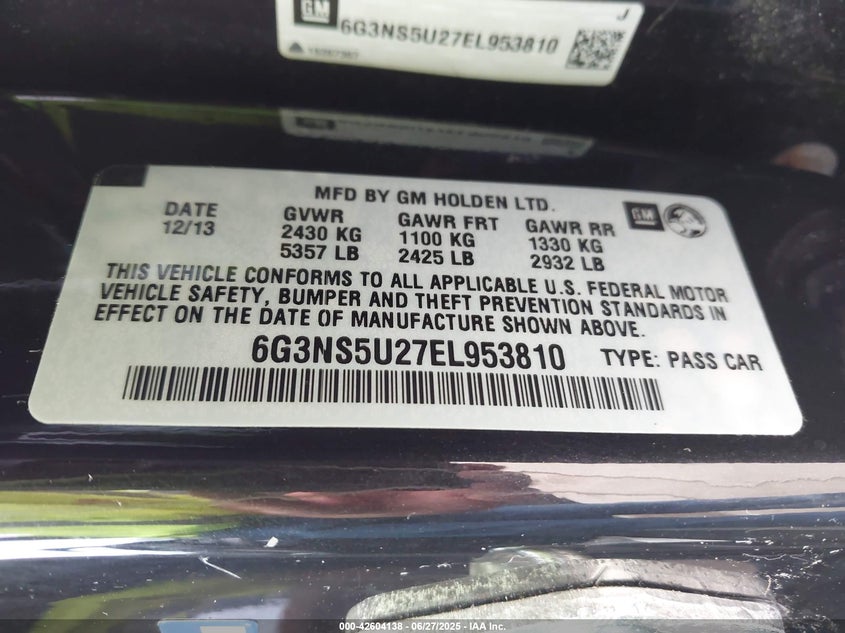 GM
J
6G3NS5U27EL953810
MFD BY GM HOLDEN LTD.
DATE
12/13
GVWR
2430 KG
5357 LB
GAWR FRT
1100 KG
2425 LB
GAWR RR
1330 KG
2932 LB
GM
THIS VEHICLE CONFORMS TO ALL APPLICABLE U.S. FEDERAL MOTOR
VEHICLE SAFETY, BUMPER AND THEFT PREVENTION STANDARDS IN
EFFECT ON THE DATE OF MANUFACTURE SHOWN ABOVE.
6G3NS5U27EL953810 TYPE: PASS CAR
000-42604138 - 06/27/2025 - IAA Inc.